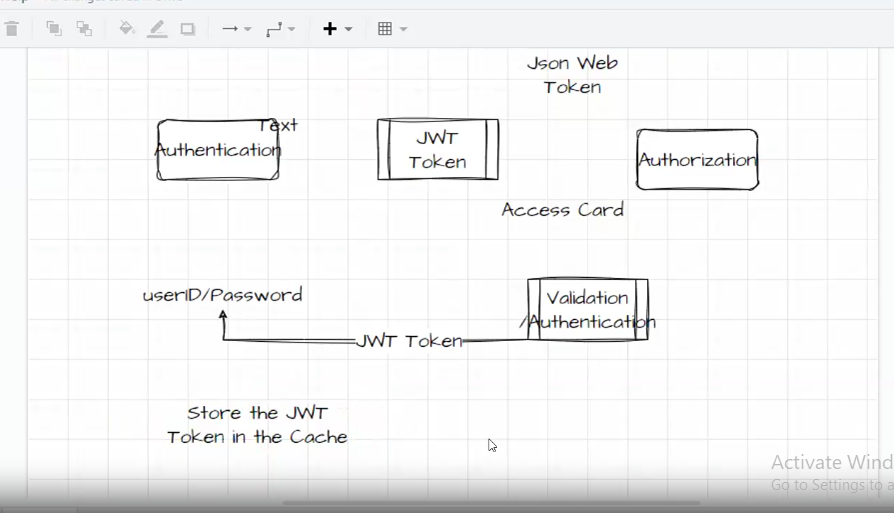 Json Web
Token
Text
Authentication
JWT
Token
Authorization
Access Card
userID/Password
Validation
/Authentication
JWT Token
Store the JWT
Token in the Cache
Activate Wind
Go to Settings to a